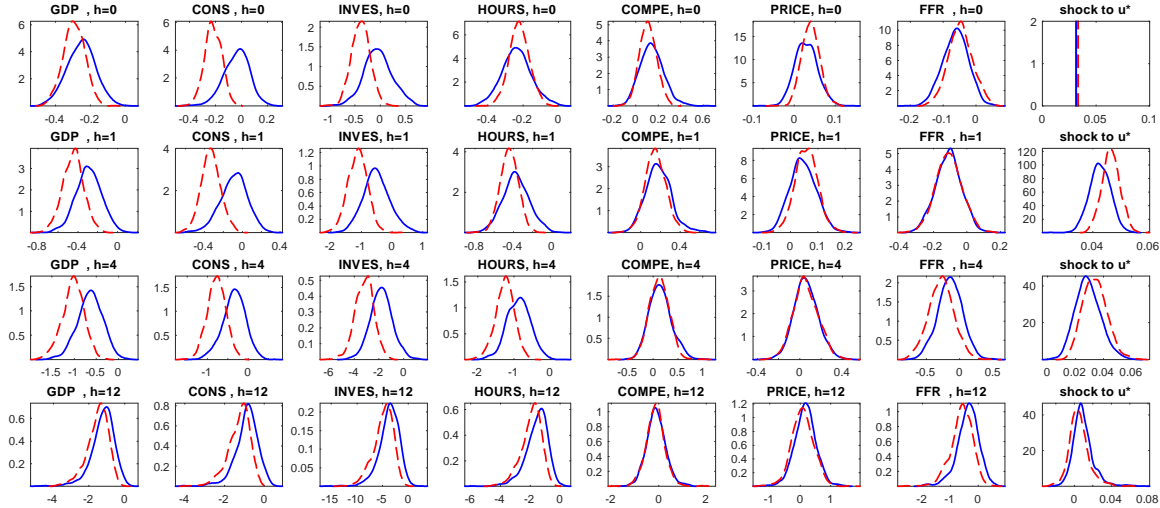 GDP , h=0 CONS , h=0 INVES, h=0 HOURS, h=0 COMPE, h=0 PRICE, h=0 FFR , h=0 shock to u*
6 4 2 0 6 4 2 0 1.5 1 0.5 0 6 4 2 0 5 4 3 2 1 0 15 10 5 0 10 8 6 4 2 0 2 1 0
-0.4 -0.2 0 -0.4 -0.2 0 0.2 -1 -0.5 0 0.5 -0.4 -0.2 0 -0.2 0 0.2 0.4 0.6 -0.1 0 0.1 -0.2 -0.1 0 0 0.05 0.1
GDP , h=1 CONS , h=1 INVES, h=1 HOURS, h=1 COMPE, h=1 PRICE, h=1 FFR , h=1 shock to u*
3 2 1 4 2 1 0.8 0.6 0.4 0.2 4 3 2 1 4 3 2 1 0 8 6 4 2 0 5 4 3 2 1 0 120 100 80 60 40 20
-0.8 -0.4 0 -0.4 0 0.4 -2 -1 0 1 -0.8 -0.4 0 0 0.4 -0.1 0 0.1 0.2 -0.4 -0.2 0 0.2 0.04 0.06
GDP , h=4 CONS , h=4 INVES, h=4 HOURS, h=4 COMPE, h=4 PRICE, h=4 FFR , h=4 shock to u*
1.5 1 0.5 1.5 1 0.5 0.5 0.4 0.3 0.2 0.1 1.5 1 0.5 1.5 1 0.5 0 3 2 1 0 2 1.5 1 0.5 0 40 20
-1.5 -1 -0.5 0 -1 0 -6 -4 -2 0 2 -2 -1 0 -0.5 0 0.5 1 -0.4 0 0.4 -0.5 0 0.5 0 0.02 0.04 0.06
GDP , h=12 CONS , h=12 INVES, h=12 HOURS, h=12 COMPE, h=12 PRICE, h=12 FFR , h=12 shock to u*
0.6 0.4 0.2 0.8 0.6 0.4 0.2 0 0.2 0.15 0.1 0.05 0 0.6 0.4 0.2 1 0.8 0.6 0.4 0.2 0 1.2 1 0.8 0.6 0.4 0.2 1 0.8 0.6 0.4 0.2 0 40 20
-4 -2 0 -4 -2 0 -15 -10 -5 0 -6 -4 -2 0 -2 0 2 -1 0 1 2 -2 -1 0 1 0 0.04 0.08